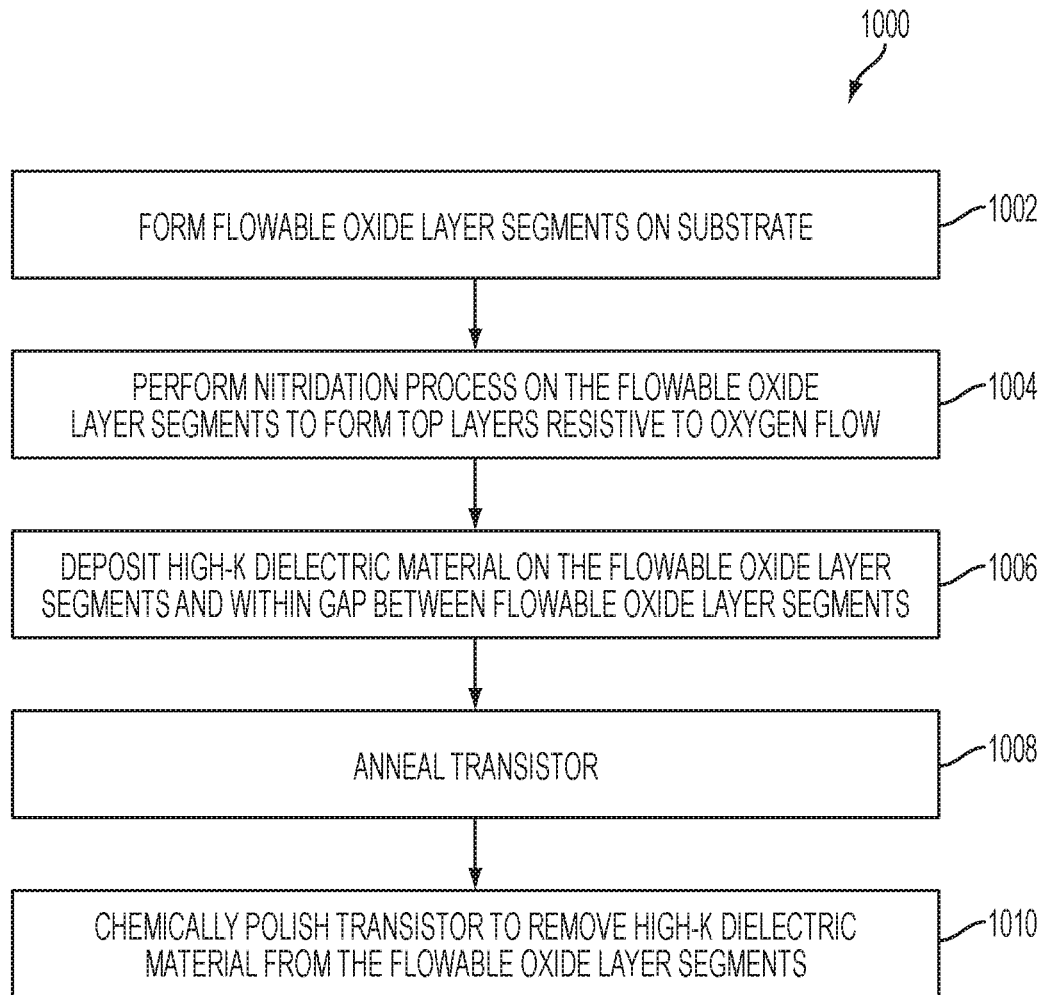 1000
FORM FLOWABLE OXIDE LAYER SEGMENTS ON SUBSTRATE
1002
PERFORM NITRIDATION PROCESS ON THE FLOWABLE OXIDE
LAYER SEGMENTS TO FORM TOP LAYERS RESISTIVE TO OXYGEN FLOW
1004
DEPOSIT HIGH-K DIELECTRIC MATERIAL ON THE FLOWABLE OXIDE LAYER
SEGMENTS AND WITHIN GAP BETWEEN FLOWABLE OXIDE LAYER SEGMENTS
1006
ANNEAL TRANSISTOR
1008
CHEMICALLY POLISH TRANSISTOR TO REMOVE HIGH-K DIELECTRIC
MATERIAL FROM THE FLOWABLE OXIDE LAYER SEGMENTS
1010